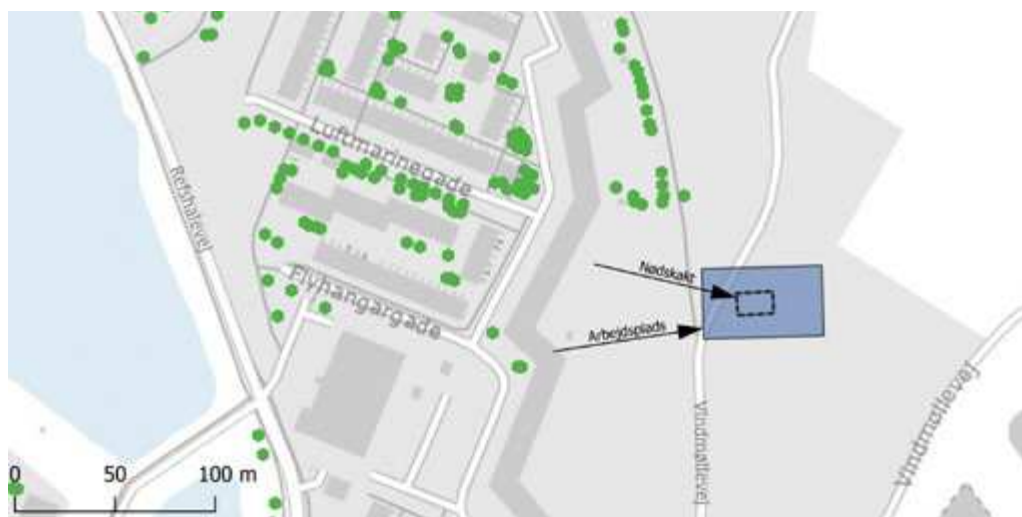 Luftmarinegade
Refshalevej
Nødskakt
Flyhangargade
Arbejdsplads
Vindmøllevej
Vindmøllevej
0 50 100 m